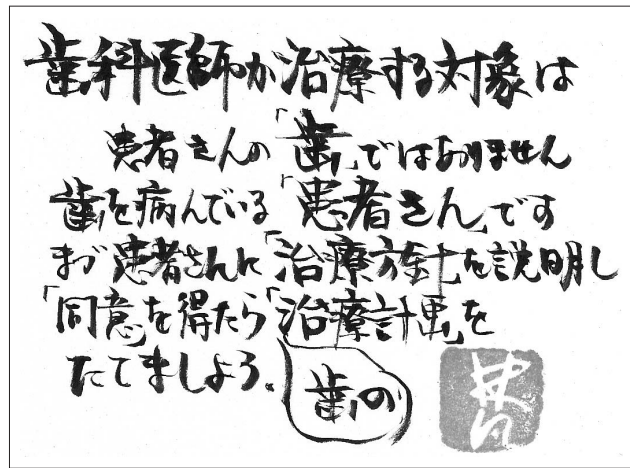 歯科医師が治療する対象は
患者さんの「歯」ではありません
歯を病んでいる「患者さん」です
まづ患者さんに「治療方針」を説明し
「同意」を得たら「治療計画」を
たてましょう。
歯の